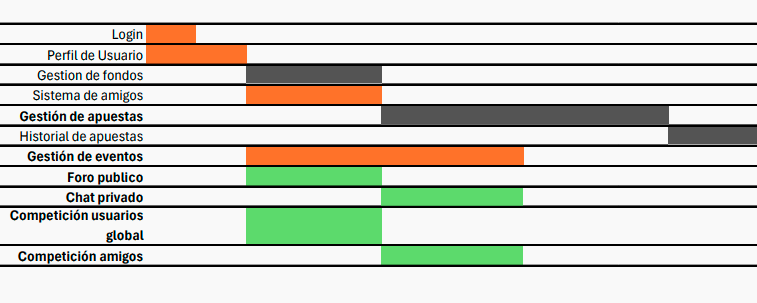 Login
Perfil de Usuario
Gestion de fondos
Sistema de amigos
Gestión de apuestas
Historial de apuestas
Gestión de eventos
Foro publico
Chat privado
Competición usuarios
global
Competición amigos